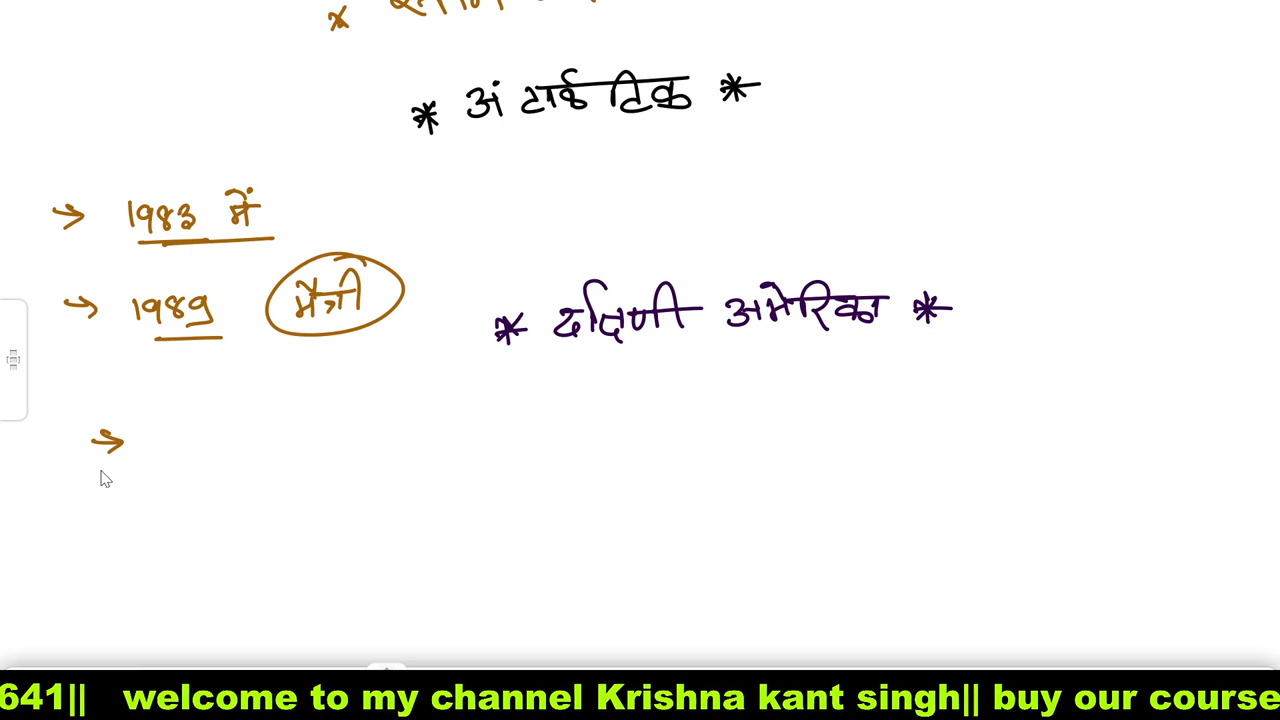 * अंटार्कटिक *
→ 1983 में
→ 1989 मैत्री
* दक्षिणी अमेरिका *
→
641|| welcome to my channel Krishna kant singh|| buy our course